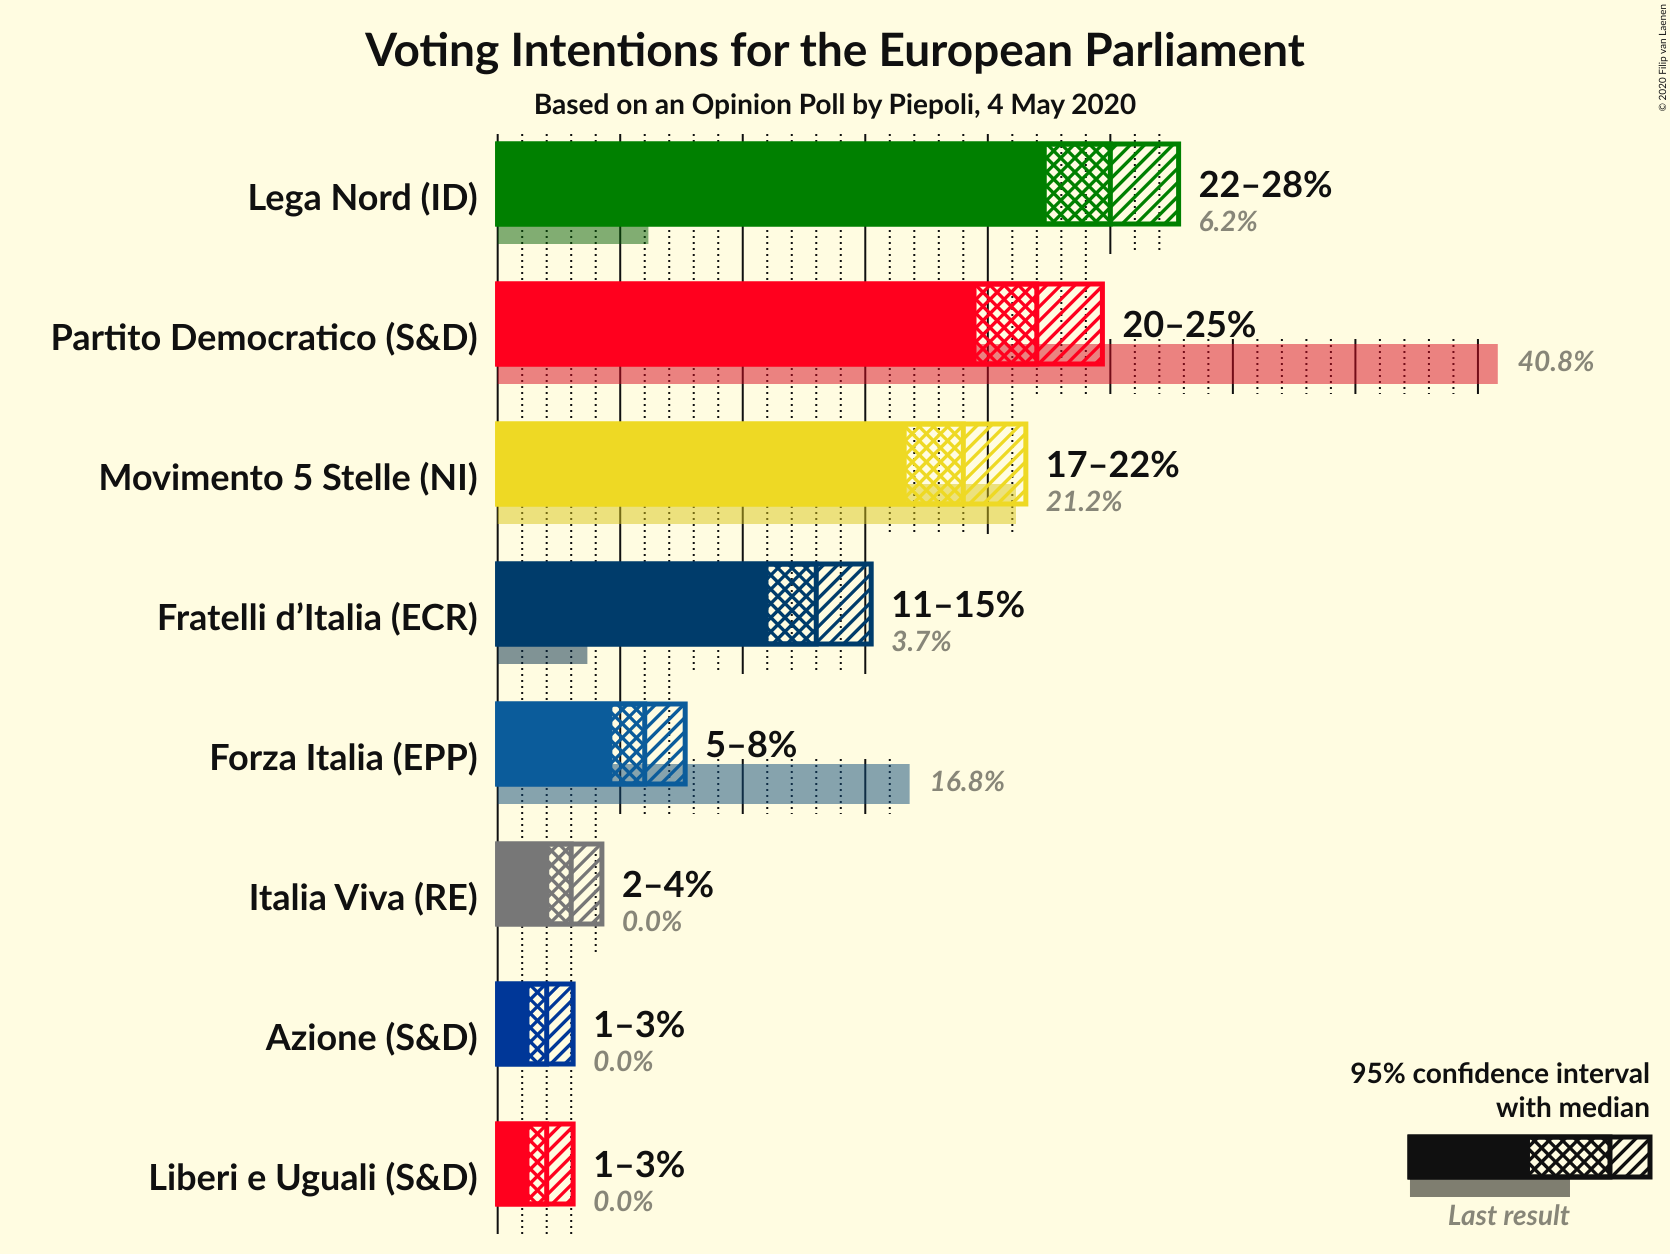 Voting Intentions for the European Parliament
Based on an Opinion Poll by Piepoli, 4 May 2020
© 2020 Filip van Laenen
Lega Nord (ID)
22–28%
6.2%
Partito Democratico (S&D)
20–25%
40.8%
Movimento 5 Stelle (NI)
17–22%
21.2%
Fratelli d’Italia (ECR)
11–15%
3.7%
Forza Italia (EPP)
5–8%
16.8%
Italia Viva (RE)
2–4%
0.0%
Azione (S&D)
1–3%
0.0%
Liberi e Uguali (S&D)
1–3%
0.0%
95% confidence interval
with median
Last result